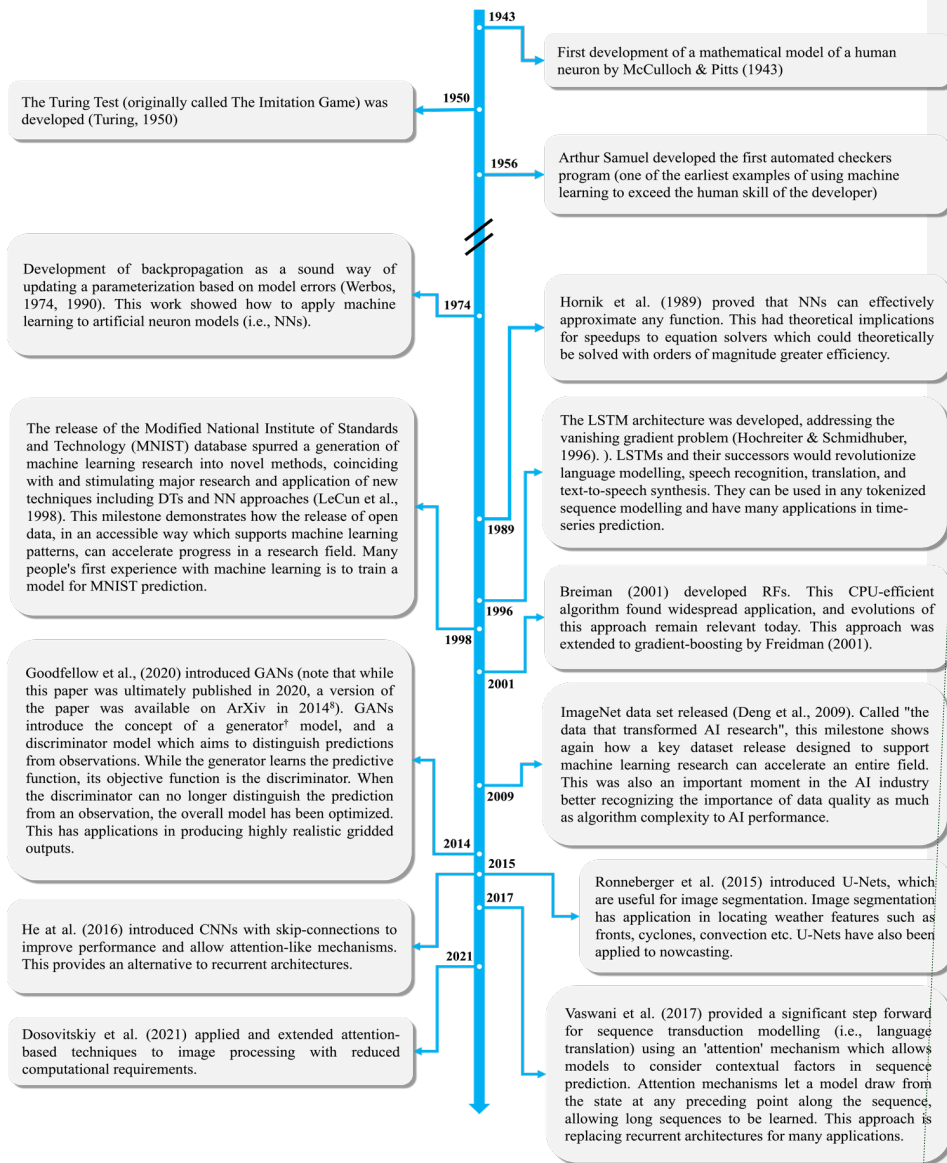 1943
First development of a mathematical model of a human
neuron by McCulloch & Pitts (1943)
1950
The Turing Test (originally called The Imitation Game) was
developed (Turing, 1950)
1956
Arthur Samuel developed the first automated checkers
program (one of the earliest examples of using machine
learning to exceed the human skill of the developer)
Development of backpropagation as a sound way of
updating a parameterization based on model errors (Werbos,
1974, 1990). This work showed how to apply machine
learning to artificial neuron models (i.e., NNs).
1974
Hornik et al. (1989) proved that NNs can effectively
approximate any function. This had theoretical implications
for speedups to equation solvers which could theoretically
be solved with orders of magnitude greater efficiency.
The release of the Modified National Institute of Standards
and Technology (MNIST) database spurred a generation of
machine learning research into novel methods, coinciding
with and stimulating major research and application of new
techniques including DTs and NN approaches (LeCun et al.,
1998). This milestone demonstrates how the release of open
data, in an accessible way which supports machine learning
patterns, can accelerate progress in a research field. Many
people's first experience with machine learning is to train a
model for MNIST prediction.
The LSTM architecture was developed, addressing the
vanishing gradient problem (Hochreiter & Schmidhuber,
1996). ). LSTMs and their successors would revolutionize
language modelling, speech recognition, translation, and
text-to-speech synthesis. They can be used in any tokenized
sequence modelling and have many applications in time-
series prediction.
1989
1996
1998
Breiman (2001) developed RFs. This CPU-efficient
algorithm found widespread application, and evolutions of
this approach remain relevant today. This approach was
extended to gradient-boosting by Freidman (2001).
2001
Goodfellow et al., (2020) introduced GANs (note that while
this paper was ultimately published in 2020, a version of
the paper was available on ArXiv in 2014⁸). GANs
introduce the concept of a generator† model, and a
discriminator model which aims to distinguish predictions
from observations. While the generator learns the predictive
function, its objective function is the discriminator. When
the discriminator can no longer distinguish the prediction
from an observation, the overall model has been optimized.
This has applications in producing highly realistic gridded
outputs.
ImageNet data set released (Deng et al., 2009). Called "the
data that transformed AI research", this milestone shows
again how a key dataset release designed to support
machine learning research can accelerate an entire field.
This was also an important moment in the AI industry
better recognizing the importance of data quality as much
as algorithm complexity to AI performance.
2009
2014
2015
Ronneberger et al. (2015) introduced U-Nets, which
are useful for image segmentation. Image segmentation
has application in locating weather features such as
fronts, cyclones, convection etc. U-Nets have also been
applied to nowcasting.
2017
He at al. (2016) introduced CNNs with skip-connections to
improve performance and allow attention-like mechanisms.
This provides an alternative to recurrent architectures.
2021
Dosovitskiy et al. (2021) applied and extended attention-
based techniques to image processing with reduced
computational requirements.
Vaswani et al. (2017) provided a significant step forward
for sequence transduction modelling (i.e., language
translation) using an 'attention' mechanism which allows
models to consider contextual factors in sequence
prediction. Attention mechanisms let a model draw from
the state at any preceding point along the sequence,
allowing long sequences to be learned. This approach is
replacing recurrent architectures for many applications.